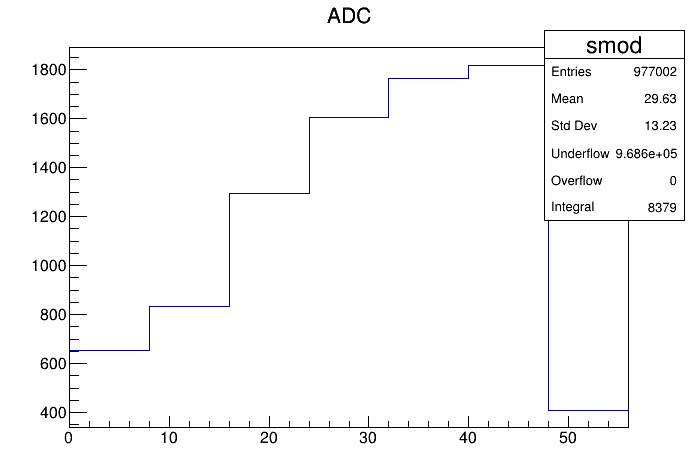 ADC
smod
Entries 977002
Mean 29.63
Std Dev 13.23
Underflow 9.686e+05
Overflow 0
Integral 8379
1800
1600
1400
1200
1000
800
600
400
0 10 20 30 40 50